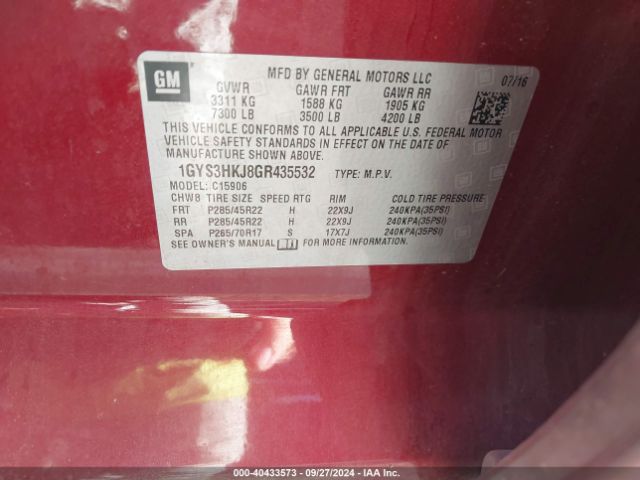 GM
MFD BY GENERAL MOTORS LLC 07/16
GVWR GAWR FRT GAWR RR
3311 KG 1588 KG 1905 KG
7300 LB 3500 LB 4200 LB
THIS VEHICLE CONFORMS TO ALL APPLICABLE U.S. FEDERAL MOTOR
VEHICLE SAFETY STANDARDS IN EFFECT ON THE DATE OF
MANUFACTURE SHOWN ABOVE.
1GYS3HKJ8GR435532 TYPE: M.P.V.
MODEL: C15906
CHW8 TIRE SIZE SPEED RTG RIM COLD TIRE PRESSURE
FRT P285/45R22 H 22X9J 240KPA(35PSI)
RR P285/45R22 H 22X9J 240KPA(35PSI)
SPA P265/70R17 S 17X7J 240KPA(35PSI)
SEE OWNER'S MANUAL FOR MORE INFORMATION.
000-40433573 - 09/27/2024 - IAA Inc.